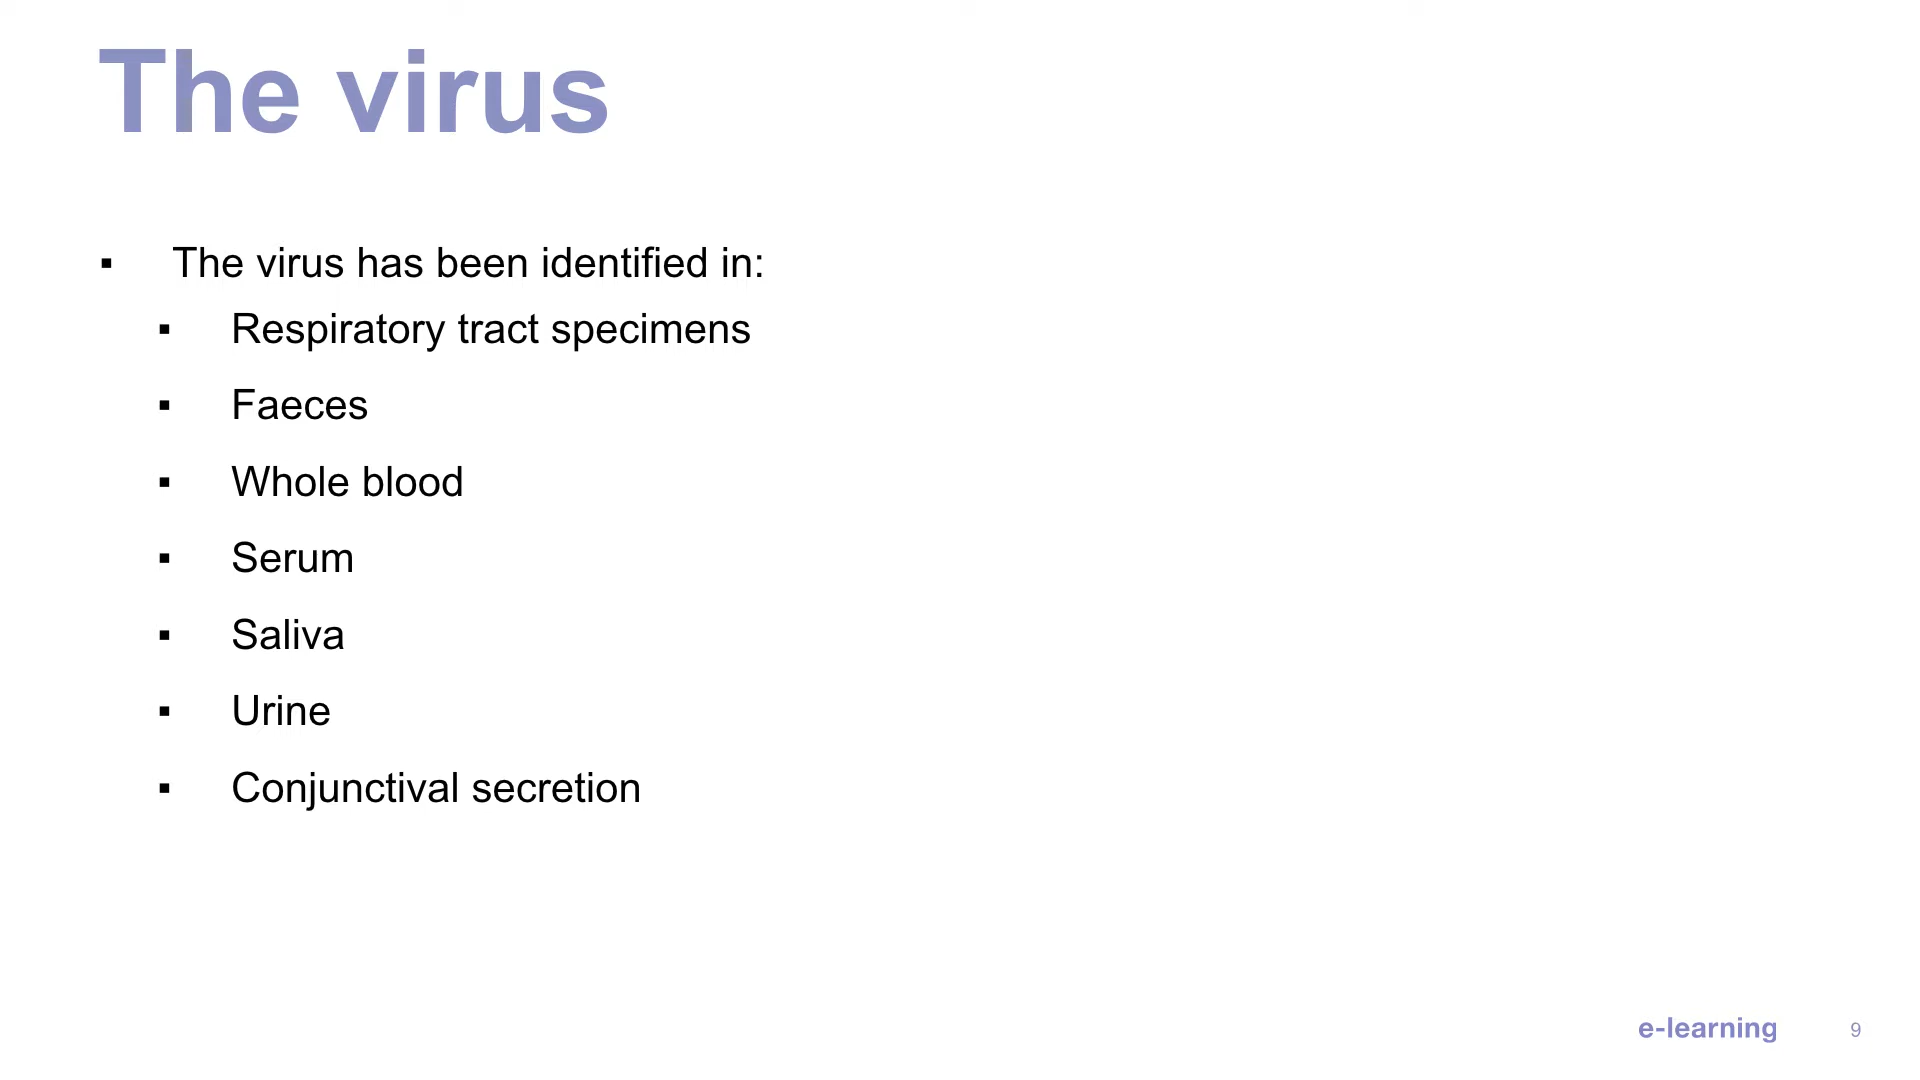 The virus
▪ The virus has been identified in:
▪ Respiratory tract specimens
▪ Faeces
▪ Whole blood
▪ Serum
▪ Saliva
▪ Urine
▪ Conjunctival secretion
e-learning 9